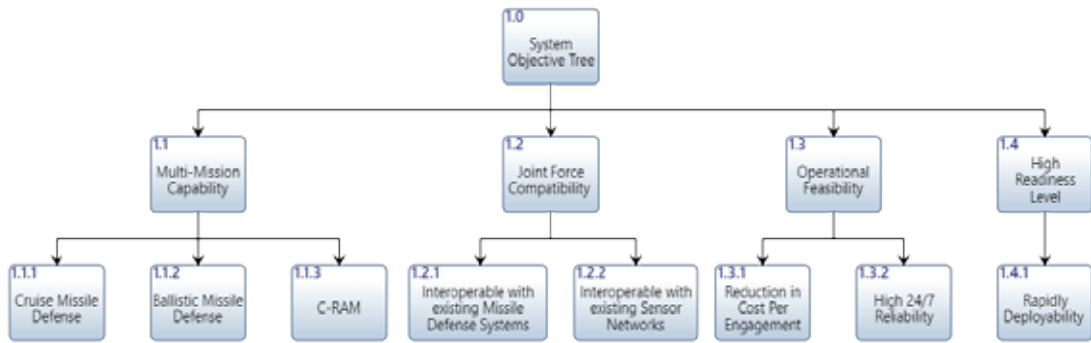 1.0
System
Objective Tree
1.1
Multi-Mission
Capability
1.2
Joint Force
Compatibility
1.3
Operational
Feasibility
1.4
High
Readiness
Level
1.1.1
Cruise Missile
Defense
1.1.2
Ballistic Missile
Defense
1.1.3
C-RAM
1.2.1
Interoperable with
existing Missile
Defense Systems
1.2.2
Interoperable with
existing Sensor
Networks
1.3.1
Reduction in
Cost Per
Engagement
1.3.2
High 24/7
Reliability
1.4.1
Rapidly
Deployability